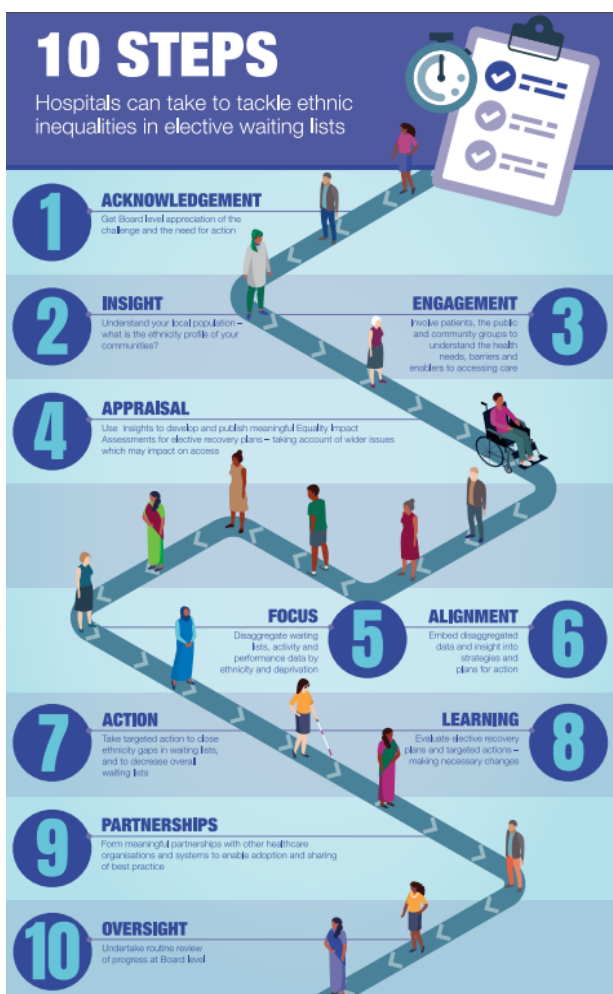 10 STEPS
Hospitals can take to tackle ethnic
inequalities in elective waiting lists
1
ACKNOWLEDGEMENT
Get Board level appreciation of the
challenge and the need for action
2
INSIGHT
Understand your local population –
what is the ethnicity profile of your
communities?
ENGAGEMENT
Involve patients, the public
and community groups to
understand the health
needs, barriers and
enablers to accessing care
3
4
APPRAISAL
Use insights to develop and publish meaningful Equality Impact
Assessments for elective recovery plans – taking account of wider issues
which may impact on access
FOCUS
Disaggregate waiting
lists, activity and
performance data by
ethnicity and deprivation
5
ALIGNMENT
Embed disaggregated
data and insight into
strategies and
plans for action
6
7
ACTION
Take targeted action to close
ethnicity gaps in waiting lists,
and to decrease overall
waiting lists
LEARNING
Evaluate elective recovery
plans and targeted actions –
making necessary changes
8
9
PARTNERSHIPS
Form meaningful partnerships with other healthcare
organisations and systems to enable adoption and sharing
of best practice
10
OVERSIGHT
Undertake routine review
of progress at Board level